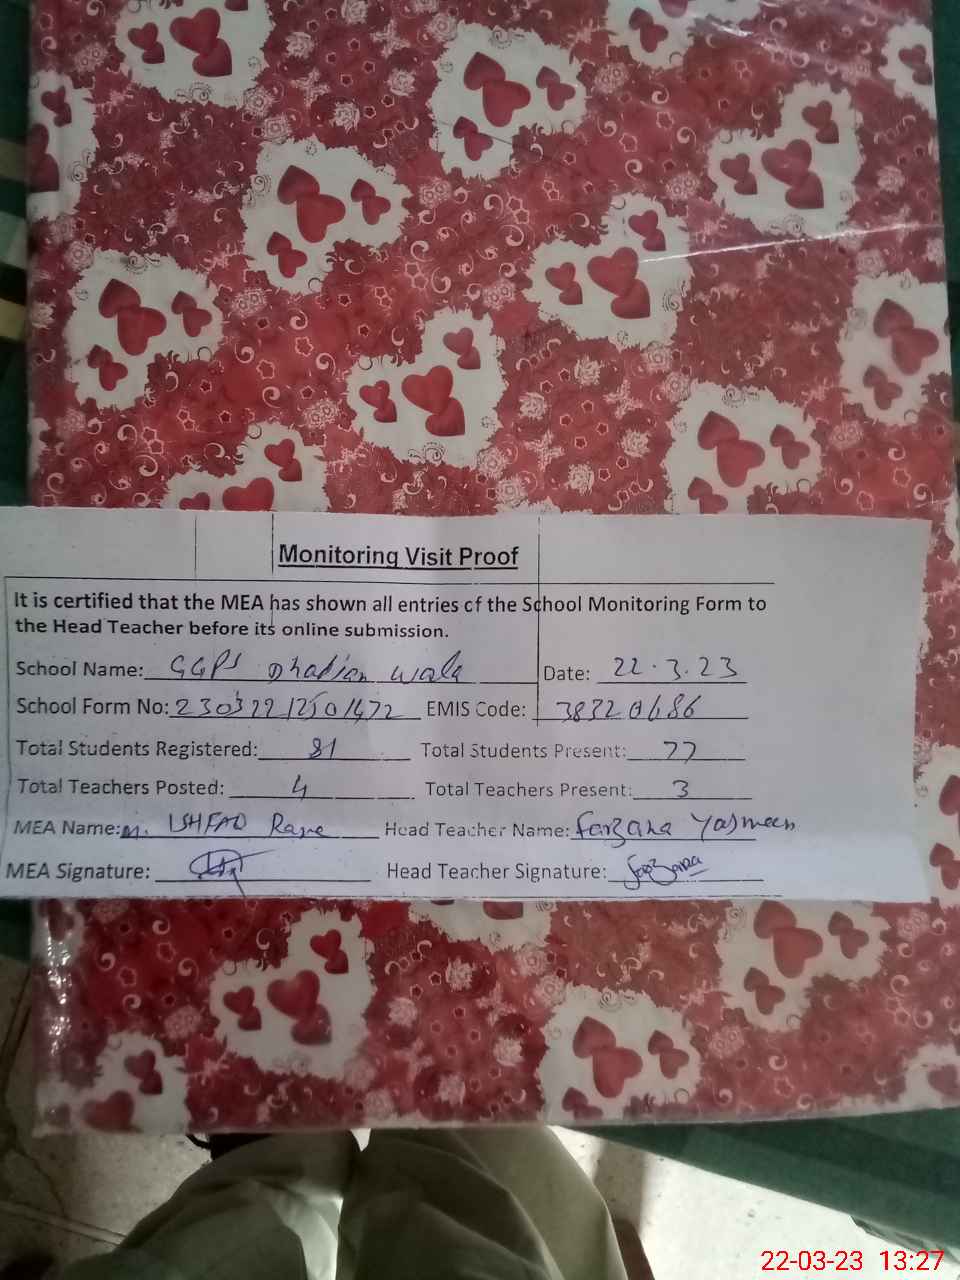 Monitoring Visit Proof
It is certified that the MEA has shown all entries of the School Monitoring Form to
the Head Teacher before its online submission.
School Name: GGPS Dhadian Wala Date: 22.3.23
School Form No: EMIS Code: 38320686
Total Students Registered: 81 Total Students Present: 77
Total Teachers Posted: 4 Total Teachers Present: 3
MEA Name: M. ISHFAQ Head Teacher Name: Farzana Yasmeen
MEA Signature: Head Teacher Signature: Farzana
22-03-23 13:27